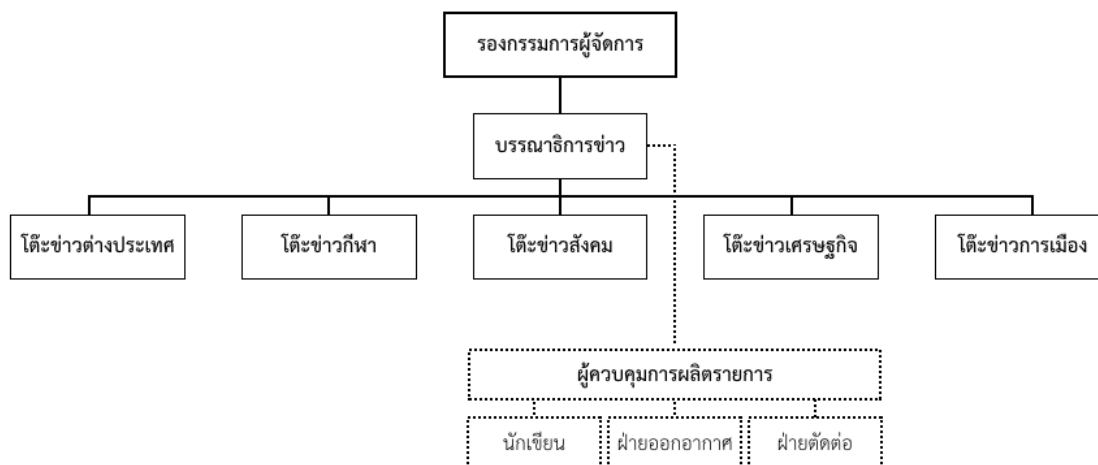 รองกรรมการผู้จัดการ
บรรณาธิการข่าว
โต๊ะข่าวต่างประเทศ
โต๊ะข่าวกีฬา
โต๊ะข่าวสังคม
โต๊ะข่าวเศรษฐกิจ
โต๊ะข่าวการเมือง
ผู้ควบคุมการผลิตรายการ
นักเขียน
ฝ่ายออกอากาศ
ฝ่ายตัดต่อ